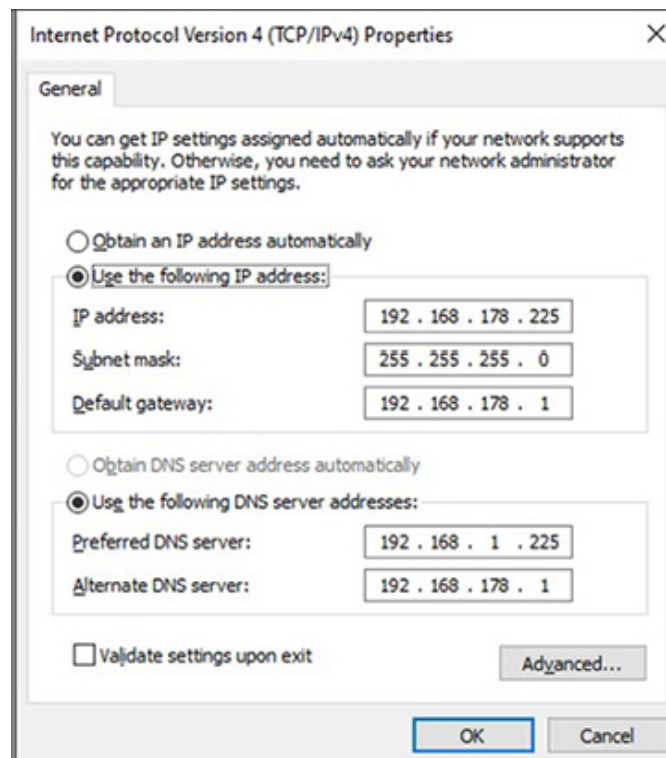 Internet Protocol Version 4 (TCP/IPv4) Properties
General
You can get IP settings assigned automatically if your network supports
this capability. Otherwise, you need to ask your network administrator
for the appropriate IP settings.
Obtain an IP address automatically
Use the following IP address:
IP address: 192 . 168 . 178 . 225
Subnet mask: 255 . 255 . 255 . 0
Default gateway: 192 . 168 . 178 . 1
Obtain DNS server address automatically
Use the following DNS server addresses:
Preferred DNS server: 192 . 168 . 1 . 225
Alternate DNS server: 192 . 168 . 178 . 1
Validate settings upon exit
Advanced...
OK Cancel